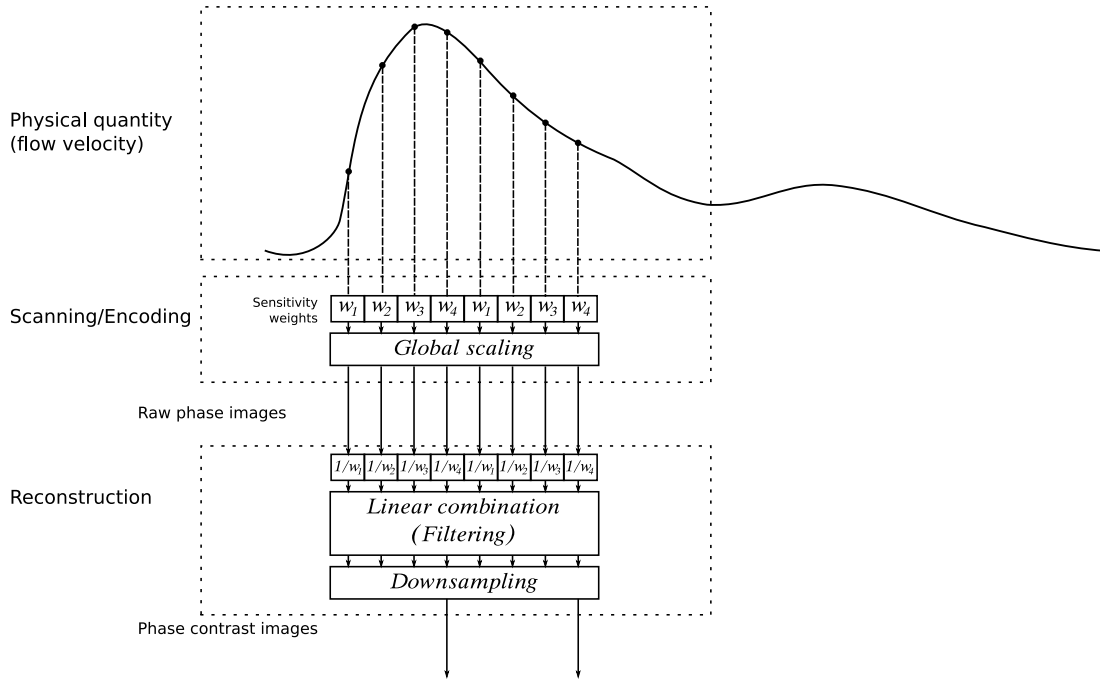 Physical quantity
(flow velocity)
Sensitivity
weights
w1 w2 w3 w4 w1 w2 w3 w4
Scanning/Encoding
Global scaling
Raw phase images
1/w1 1/w2 1/w3 1/w4 1/w1 1/w2 1/w3 1/w4
Reconstruction
Linear combination
(Filtering)
Downsampling
Phase contrast images